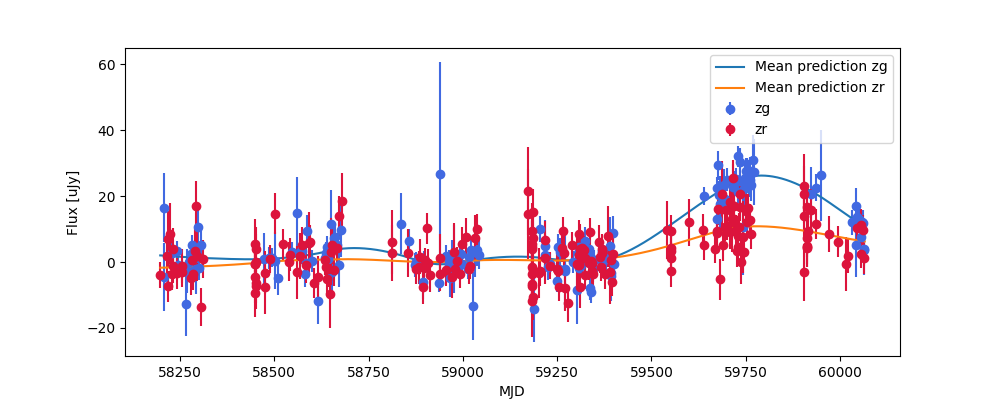 Flux [uJy]
60
40
20
0
−20
58250 58500 58750 59000 59250 59500 59750 60000
MJD
Mean prediction zg
Mean prediction zr
zg
zr